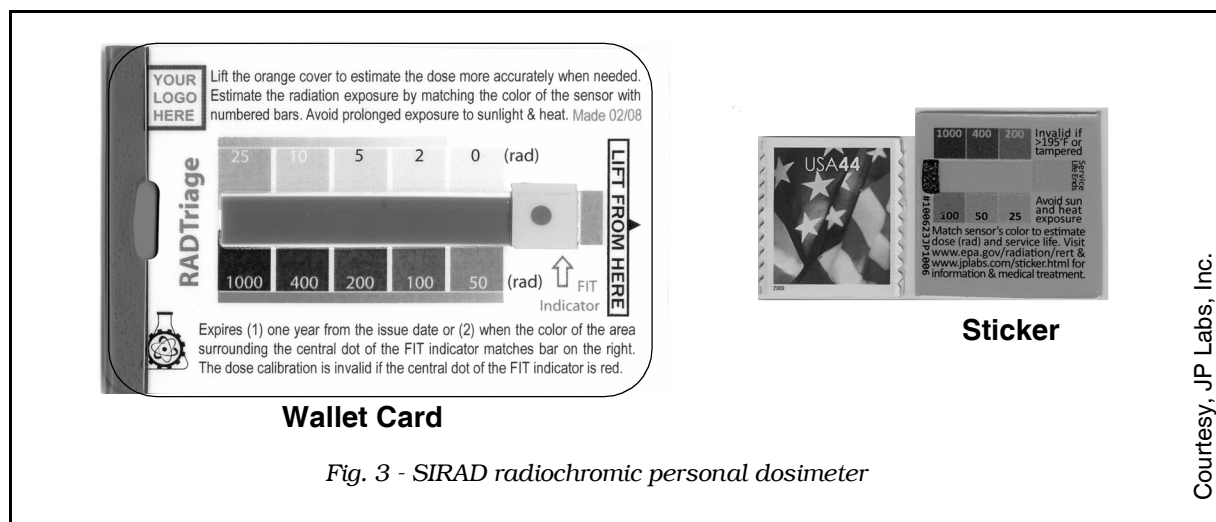 YOUR
LOGO
HERE
Lift the orange cover to estimate the dose more accurately when needed.
Estimate the radiation exposure by matching the color of the sensor with
numbered bars. Avoid prolonged exposure to sunlight & heat. Made 02/08
RADTriage
25 10 5 2 0 (rad)
1000 400 200 100 50 (rad)
FIT
Indicator
LIFT FROM HERE
Expires (1) one year from the issue date or (2) when the color of the area
surrounding the central dot of the FIT indicator matches bar on the right.
The dose calibration is invalid if the central dot of the FIT indicator is red.
Wallet Card
USA44
2009
1000 400 200
Invalid if
>195°F or
tampered
Service
Life Ends
100 50 25
Avoid sun
and heat
exposure
#100623JP1006
Match sensor's color to estimate
dose (rad) and service life. Visit
www.epa.gov/radiation/rert &
www.jplabs.com/sticker.html for
information & medical treatment.
Sticker
Courtesy, JP Labs, Inc.
Fig. 3 - SIRAD radiochromic personal dosimeter